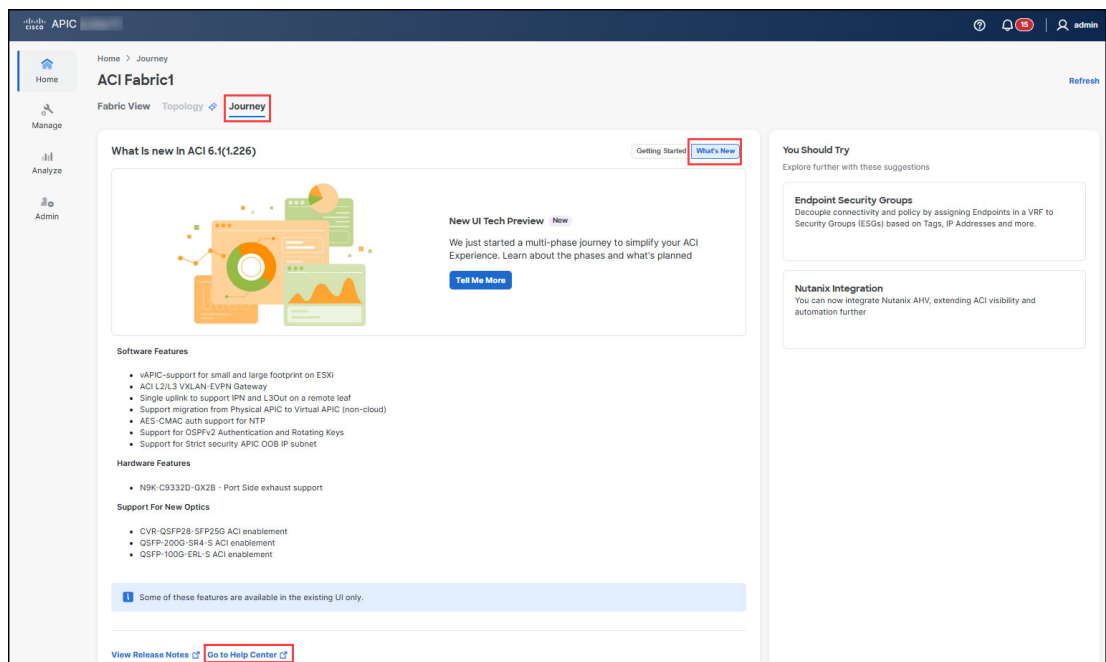 CISCO APIC
15
admin
Home
Manage
Analyze
Admin
Home > Journey
ACI Fabric1
Refresh
Fabric View Topology Journey
What Is new in ACI 6.1(1.226)
Getting Started What's New
New UI Tech Preview New
We just started a multi-phase journey to simplify your ACI
Experience. Learn about the phases and what's planned
Tell Me More
Software Features
• vAPIC-support for small and large footprint on ESXi
• ACI L2/L3 VXLAN-EVPN Gateway
• Single uplink to support IPN and L3Out on a remote leaf
• Support migration from Physical APIC to Virtual APIC (non-cloud)
• AES-CMAC auth support for NTP
• Support for OSPFv2 Authentication and Rotating Keys
• Support for Strict security APIC OOB IP subnet
Hardware Features
• N9K-C9332D-GX2B - Port Side exhaust support
Support For New Optics
• CVR-QSFP28-SFP25G ACI enablement
• QSFP-200G-SR4-S ACI enablement
• QSFP-100G-ERL-S ACI enablement
Some of these features are available in the existing UI only.
View Release Notes Go to Help Center
You Should Try
Explore further with these suggestions
Endpoint Security Groups
Decouple connectivity and policy by assigning Endpoints in a VRF to
Security Groups (ESGs) based on Tags, IP Addresses and more.
Nutanix Integration
You can now integrate Nutanix AHV, extending ACI visibility and
automation further